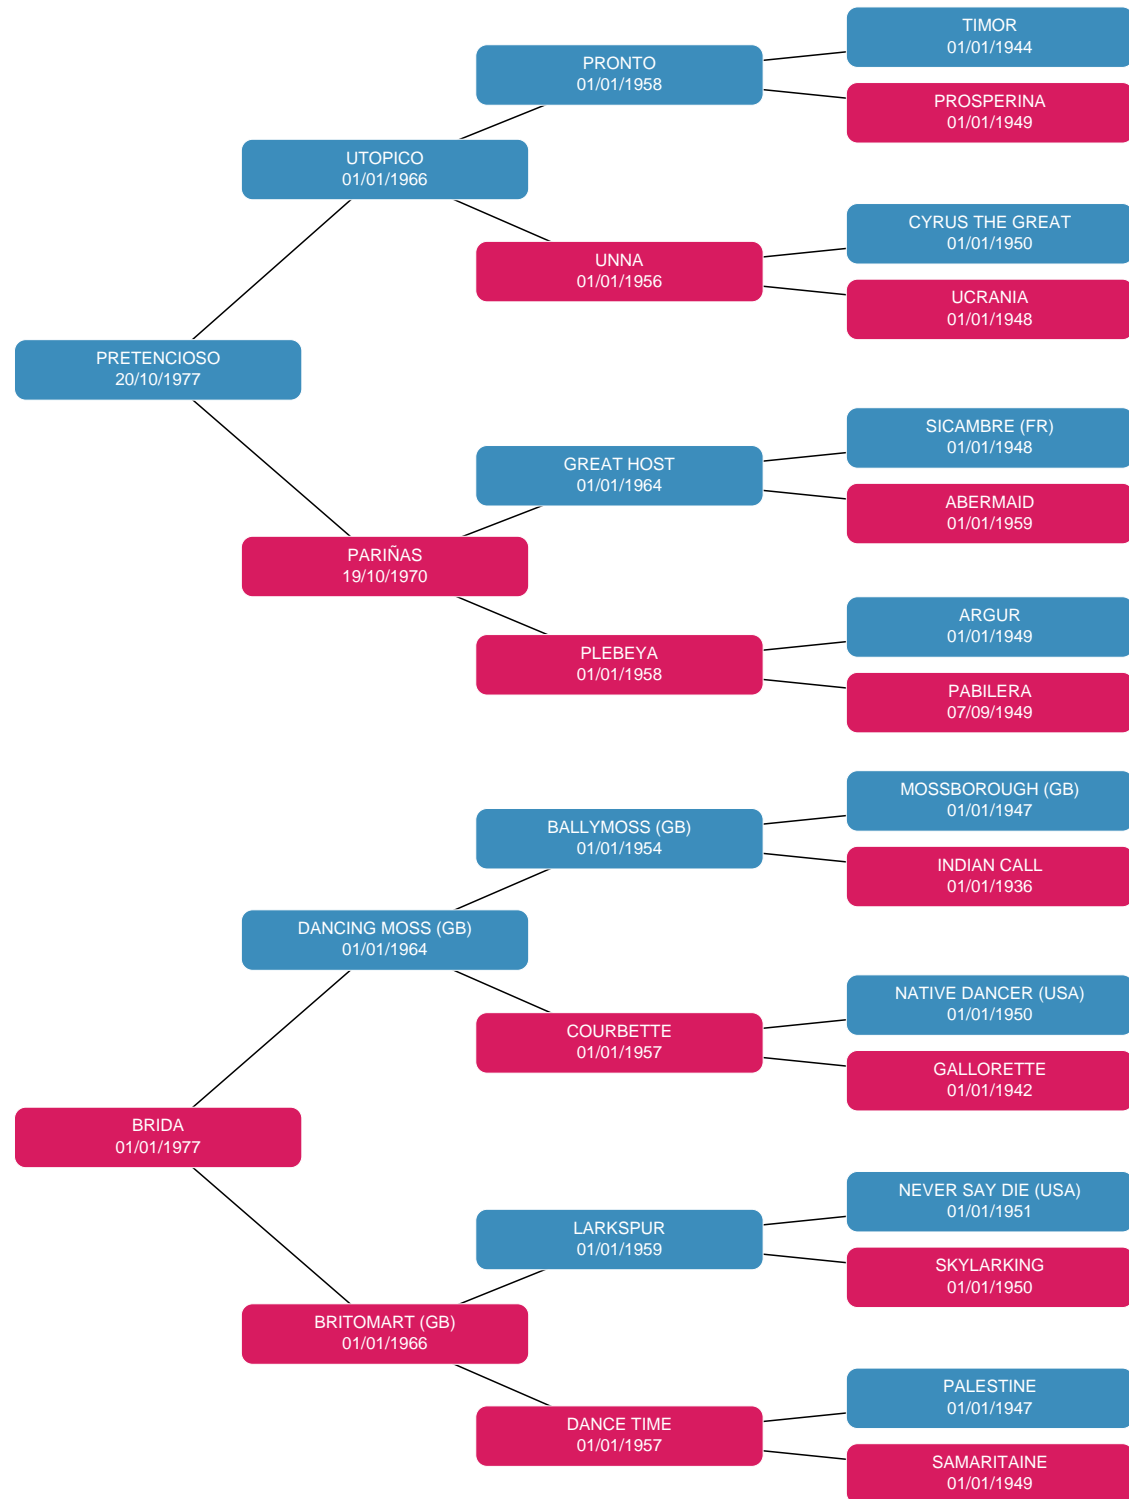 TIMOR
01/01/1944
PRONTO
01/01/1958
PROSPERINA
01/01/1949
UTOPICO
01/01/1966
CYRUS THE GREAT
01/01/1950
UNNA
01/01/1956
UCRANIA
01/01/1948
PRETENCIOSO
20/10/1977
SICAMBRE (FR)
01/01/1948
GREAT HOST
01/01/1964
ABERMAID
01/01/1959
PARIÑAS
19/10/1970
ARGUR
01/01/1949
PLEBEYA
01/01/1958
PABILERA
07/09/1949
MOSSBOROUGH (GB)
01/01/1947
BALLYMOSS (GB)
01/01/1954
INDIAN CALL
01/01/1936
DANCING MOSS (GB)
01/01/1964
NATIVE DANCER (USA)
01/01/1950
COURBETTE
01/01/1957
GALLORETTE
01/01/1942
BRIDA
01/01/1977
NEVER SAY DIE (USA)
01/01/1951
LARKSPUR
01/01/1959
SKYLARKING
01/01/1950
BRITOMART (GB)
01/01/1966
PALESTINE
01/01/1947
DANCE TIME
01/01/1957
SAMARITAINE
01/01/1949